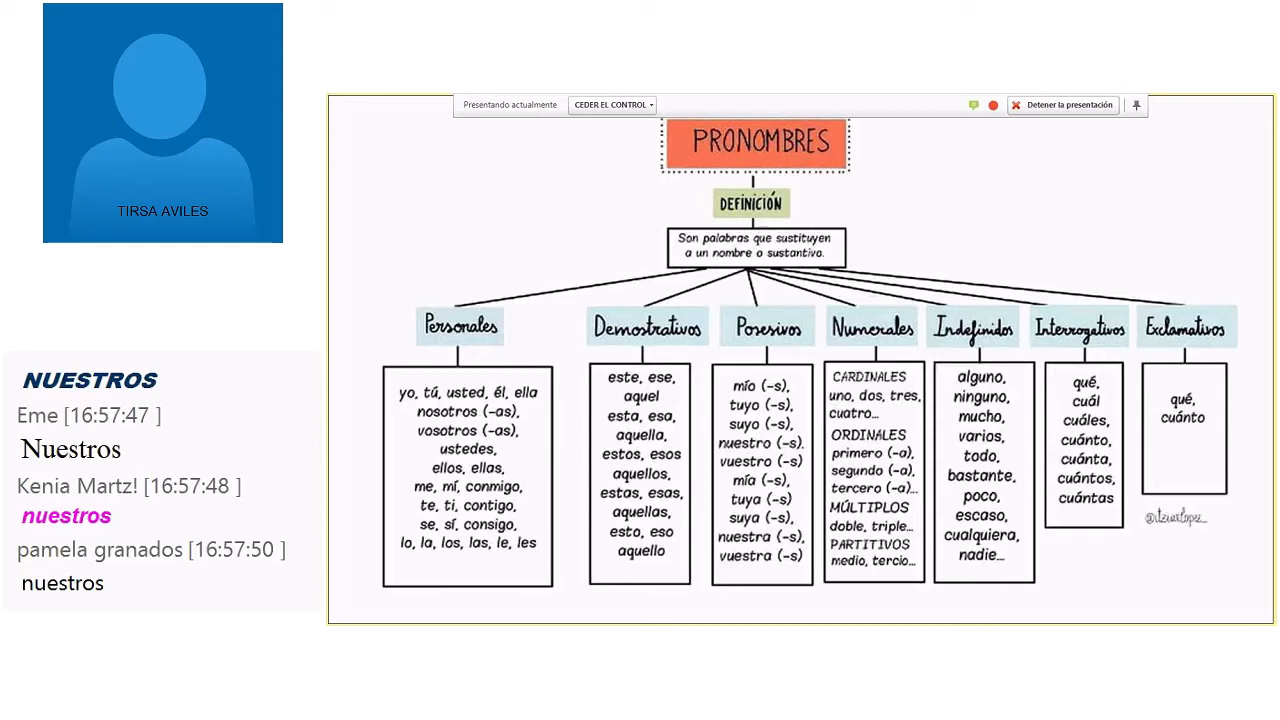 TIRSA AVILES
NUESTROS
Eme [16:57:47 ]
Nuestros
Kenia Martz! [16:57:48 ]
nuestros
pamela granados [16:57:50 ]
nuestros
Presentando actualmente CEDER EL CONTROL Detener la presentación
PRONOMBRES
DEFINICIÓN
Son palabras que sustituyen
a un nombre o sustantivo.
Personales
yo, tú, usted, él, ella
nosotros (-as),
vosotros (-as),
ustedes,
ellos, ellas,
me, mí, conmigo,
te, ti, contigo,
se, sí, consigo,
lo, la, los, las, le, les
Demostrativos
este, ese,
aquel
esta, esa,
aquella,
estos, esos
aquellos,
estas, esas,
aquellas,
esto, eso
aquello
Posesivos
mío (-s),
tuyo (-s),
suyo (-s),
nuestro (-s).
vuestro (-s)
mía (-s),
tuya (-s)
suya (-s),
nuestra (-s),
vuestra (-s)
Numerales
CARDINALES
uno, dos, tres,
cuatro...
ORDINALES
primero (-a),
segundo (-a),
tercero (-a)...
MÚLTIPLOS
doble, triple...
PARTITIVOS
medio, tercio...
Indefinidos
alguno,
ninguno,
mucho,
varios,
todo,
bastante,
poco,
escaso,
cualquiera,
nadie...
Interrogativos
qué,
cuál
cuáles,
cuánto,
cuánta,
cuántos,
cuántas
Exclamativos
qué,
cuánto